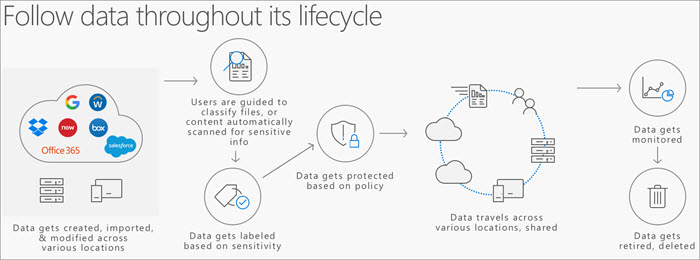 Follow data throughout its lifecycle
G
W
new
box
Office 365
salesforce
Data gets created, imported,
& modified across
various locations
Users are guided to
classify files, or
content automatically
scanned for sensitive
info
Data gets labeled
based on sensitivity
Data gets protected
based on policy
Data travels across
various locations, shared
Data gets
monitored
Data gets
retired, deleted